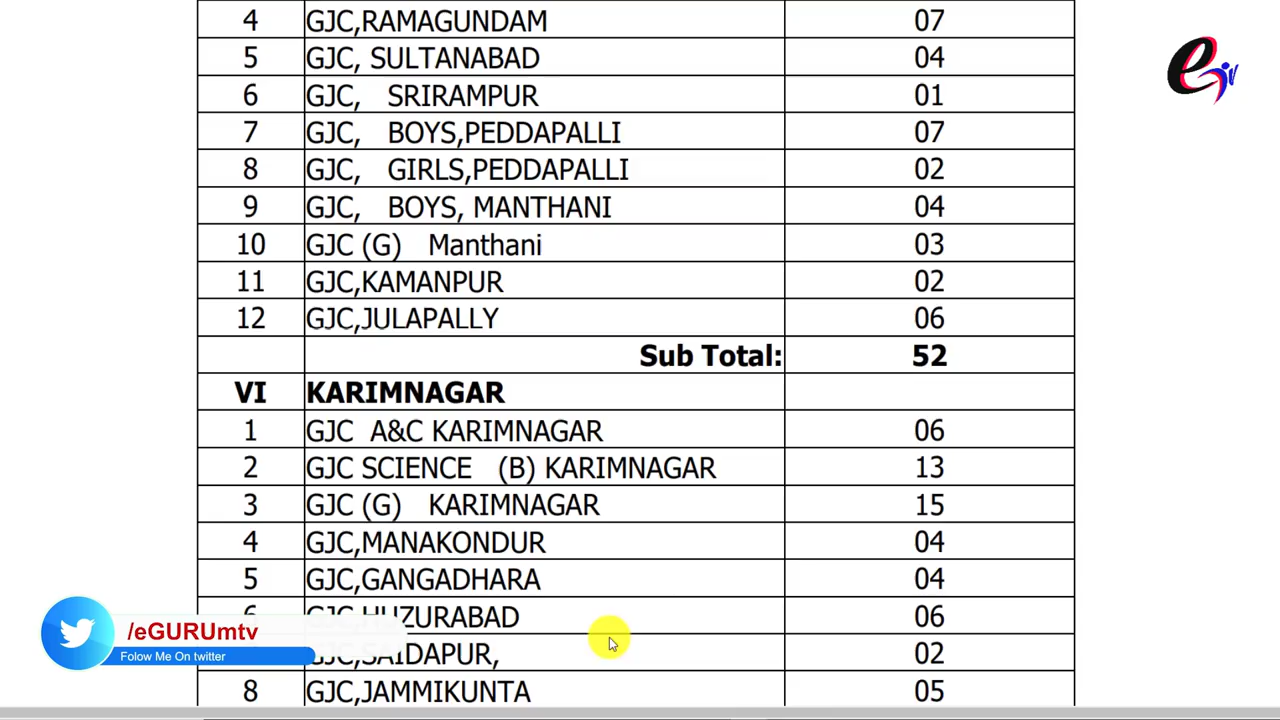 4 GJC,RAMAGUNDAM 07
5 GJC, SULTANABAD 04
6 GJC, SRIRAMPUR 01
7 GJC, BOYS,PEDDAPALLI 07
8 GJC, GIRLS,PEDDAPALLI 02
9 GJC, BOYS, MANTHANI 04
10 GJC (G) Manthani 03
11 GJC,KAMANPUR 02
12 GJC,JULAPALLY 06
Sub Total: 52
VI KARIMNAGAR
1 GJC A&C KARIMNAGAR 06
2 GJC SCIENCE (B) KARIMNAGAR 13
3 GJC (G) KARIMNAGAR 15
4 GJC,MANAKONDUR 04
5 GJC,GANGADHARA 04
6 GJC,HUZURABAD 06
GJC,SAIDAPUR, 02
8 GJC,JAMMIKUNTA 05
/eGURUmtv
Folow Me On twitter